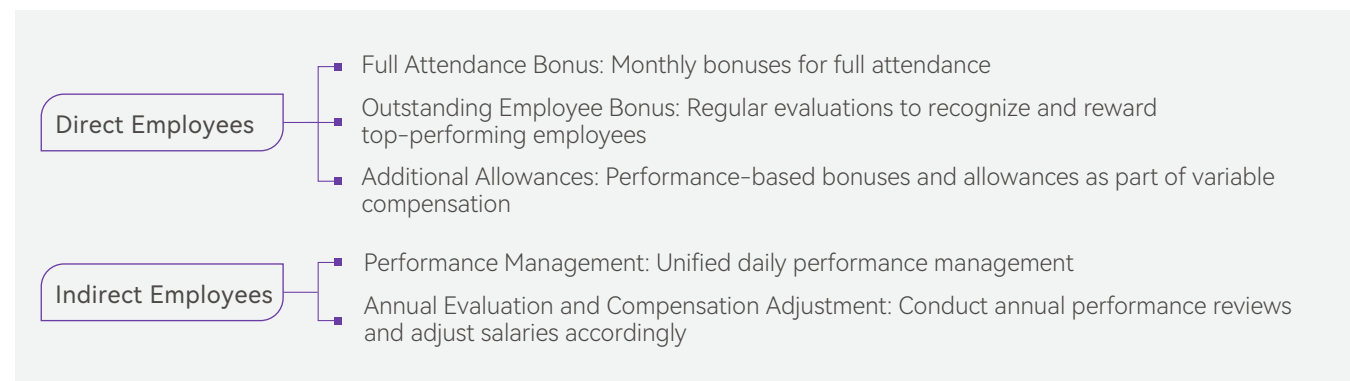 Direct Employees
Full Attendance Bonus: Monthly bonuses for full attendance
Outstanding Employee Bonus: Regular evaluations to recognize and reward
top-performing employees
Additional Allowances: Performance-based bonuses and allowances as part of variable
compensation
Indirect Employees
Performance Management: Unified daily performance management
Annual Evaluation and Compensation Adjustment: Conduct annual performance reviews
and adjust salaries accordingly